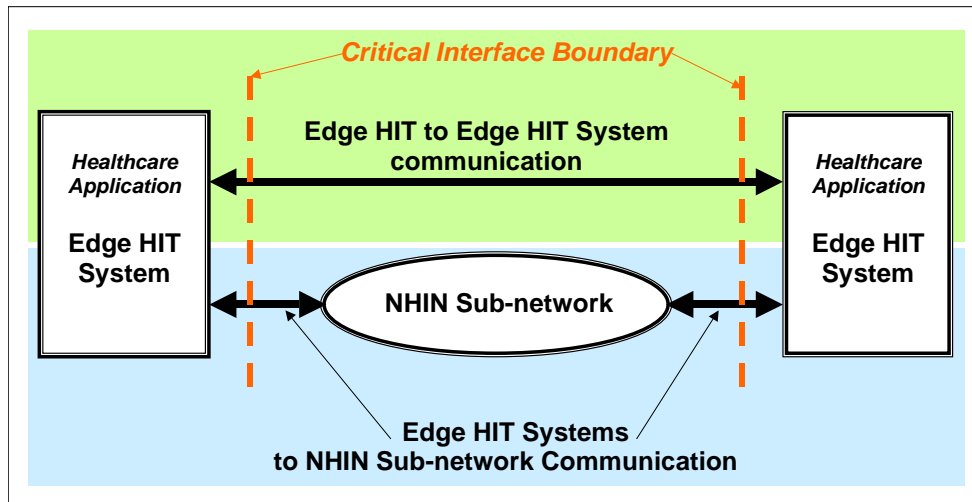 Critical Interface Boundary
Edge HIT to Edge HIT System
communication
Healthcare
Application
Edge HIT
System
Healthcare
Application
Edge HIT
System
NHIN Sub-network
Edge HIT Systems
to NHIN Sub-network Communication